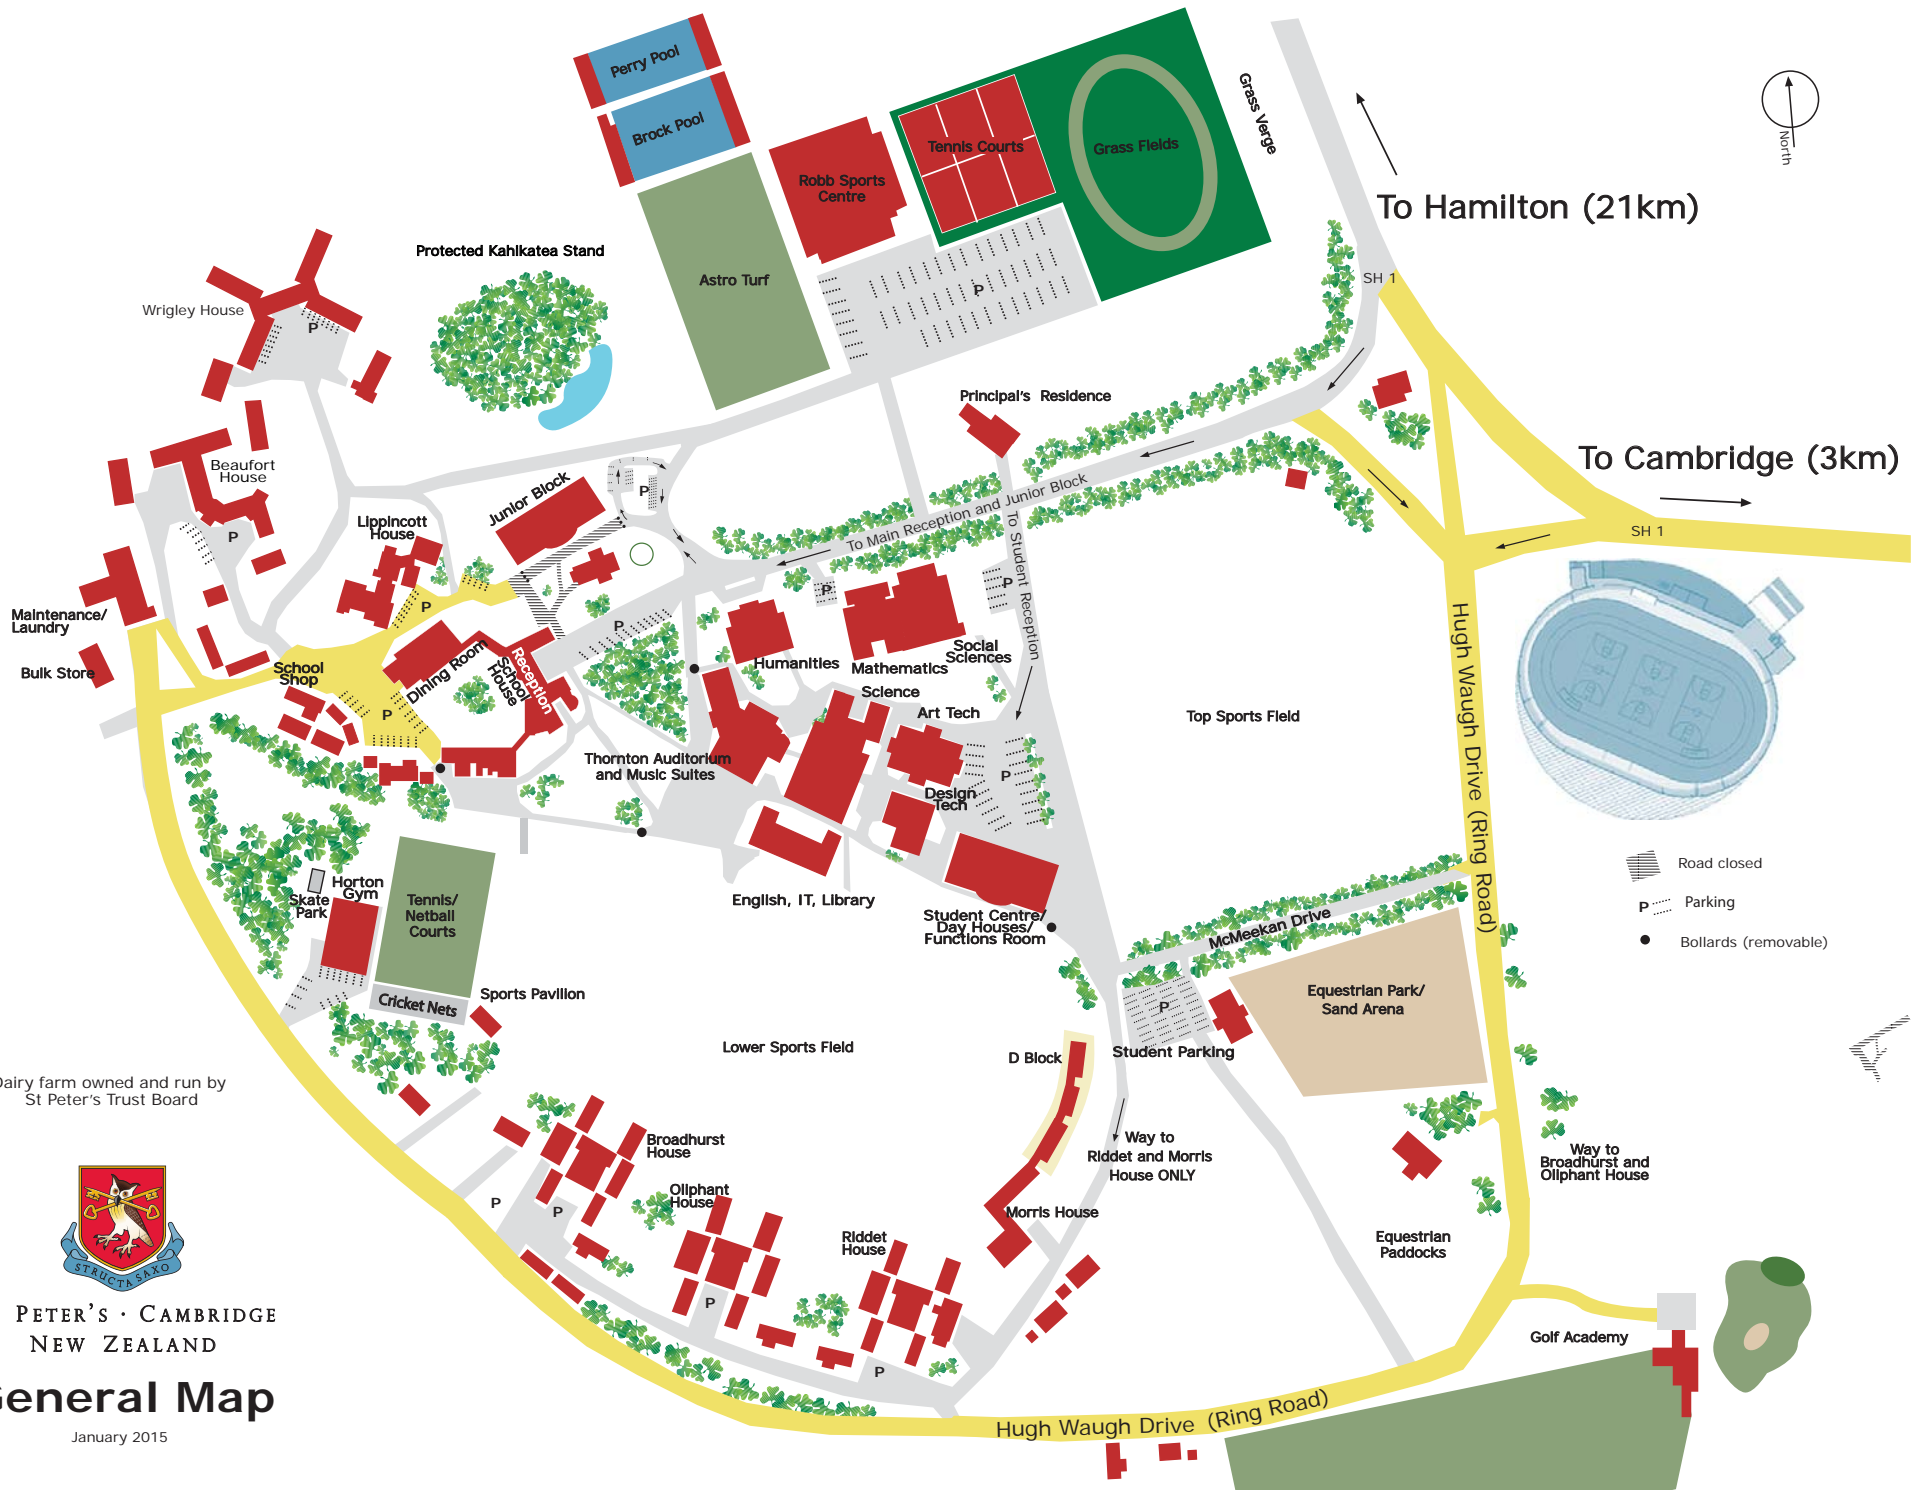 Perry Pool
Brock Pool
Robb Sports
Centre
Tennis Courts
Grass Fields
Grass Verge
North
To Hamilton (21km)
SH 1
Protected Kahikatea Stand
Astro Turf
P
Wrigley House
P
Principal's Residence
To Cambridge (3km)
SH 1
Beaufort
House
P
Junior Block
P
Lippincott
House
P
To Main Reception and Junior Block
To Student Reception
Maintenance/
Laundry
Bulk Store
School
Shop
P
Dining Room
School
House
Reception
P
P
P
Humanities
Mathematics
Social
Sciences
Science
Art Tech
Thornton Auditorium
and Music Suites
Design
Tech
P
Top Sports Field
Hugh Waugh Drive (Ring Road)
Road closed
P
Parking
Bollards (removable)
Horton
Gym
Skate
Park
Tennis/
Netball
Courts
Cricket Nets
Sports Pavilion
English, IT, Library
Student Centre/
Day Houses/
Functions Room
McMeekan Drive
Equestrian Park/
Sand Arena
P
Student Parking
Lower Sports Field
D Block
Dairy farm owned and run by
St Peter's Trust Board
Broadhurst
House
Way to
Riddet and Morris
House ONLY
Way to
Broadhurst and
Oliphant House
P
P
Oliphant
House
Morris House
Riddet
House
Equestrian
Paddocks
P
P
Golf Academy
Hugh Waugh Drive (Ring Road)
STRUCTA SAXO
PETER'S · CAMBRIDGE
NEW ZEALAND
General Map
January 2015